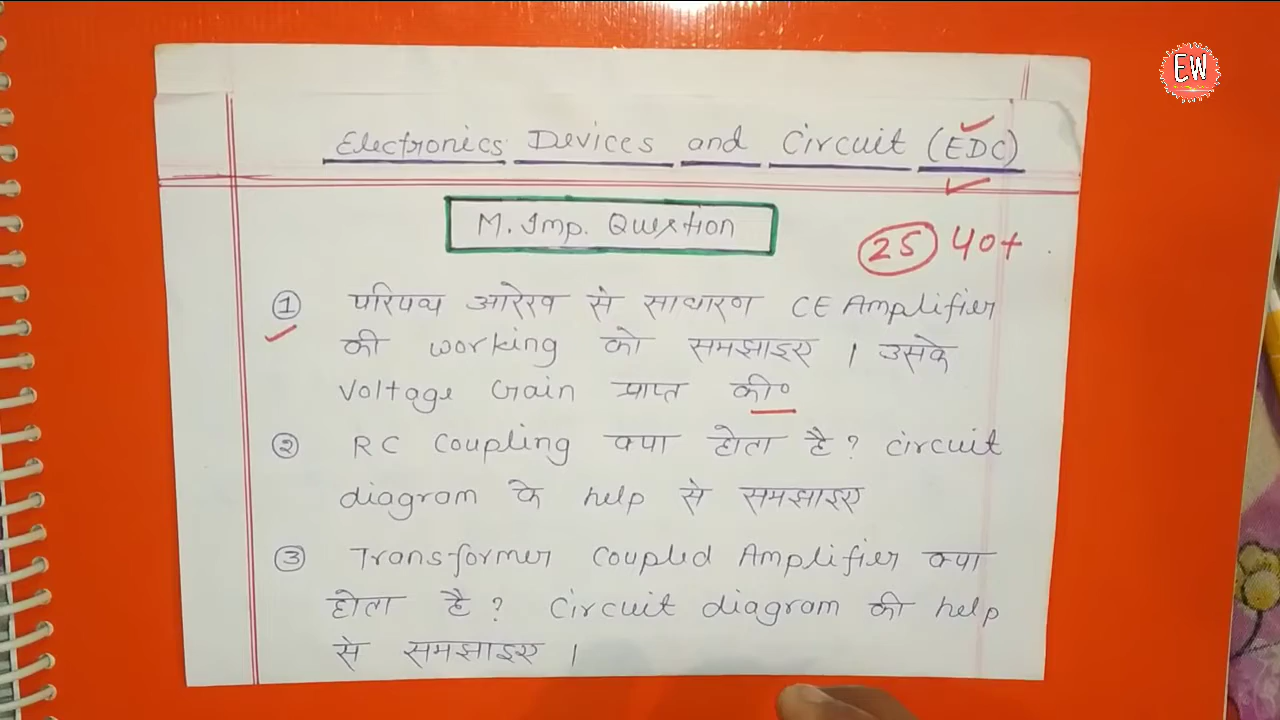 EW
Electronics Devices and Circuit (EDC)
M. Imp. Question
25 40+
① परिपथ आरेख से साधारण CE Amplifier
की working को समझाइए । उसके
Voltage Gain प्राप्त की०
② RC Coupling क्या होता है? Circuit
diagram के help से समझाइए
③ Transformer Coupled Amplifier क्या
होता है? Circuit diagram की help
से समझाइए ।